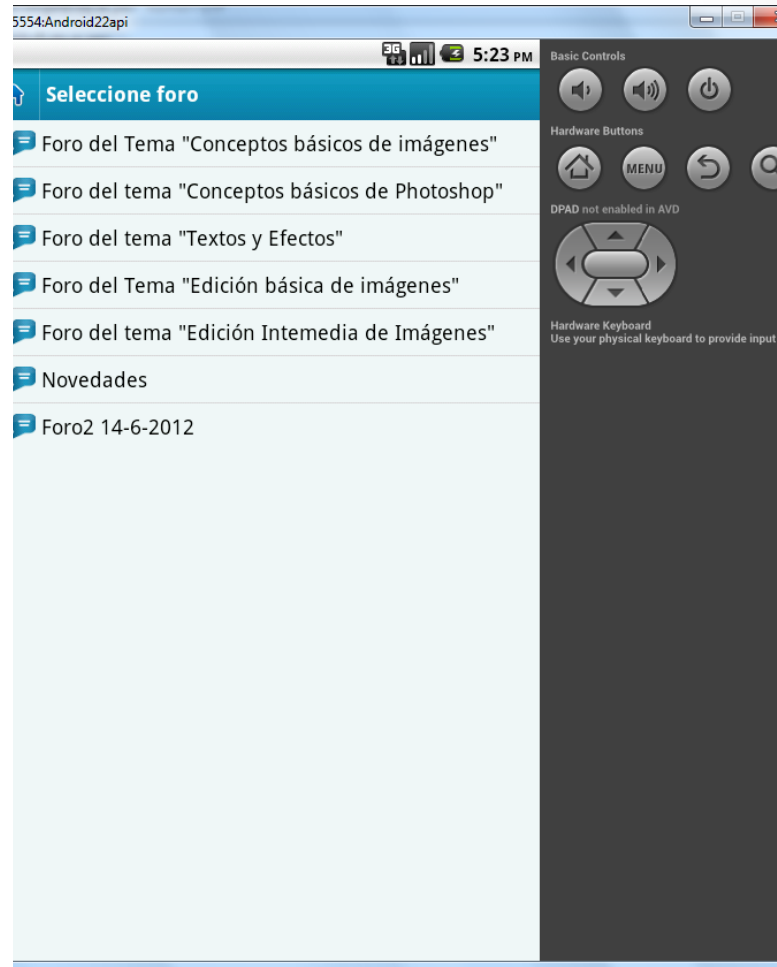 5554:Android22api
3G 5:23 PM
Seleccione foro
Foro del Tema "Conceptos básicos de imágenes"
Foro del tema "Conceptos básicos de Photoshop"
Foro del tema "Textos y Efectos"
Foro del Tema "Edición básica de imágenes"
Foro del tema "Edición Intemedia de Imágenes"
Novedades
Foro2 14-6-2012
Basic Controls
Hardware Buttons
MENU
DPAD not enabled in AVD
Hardware Keyboard
Use your physical keyboard to provide input